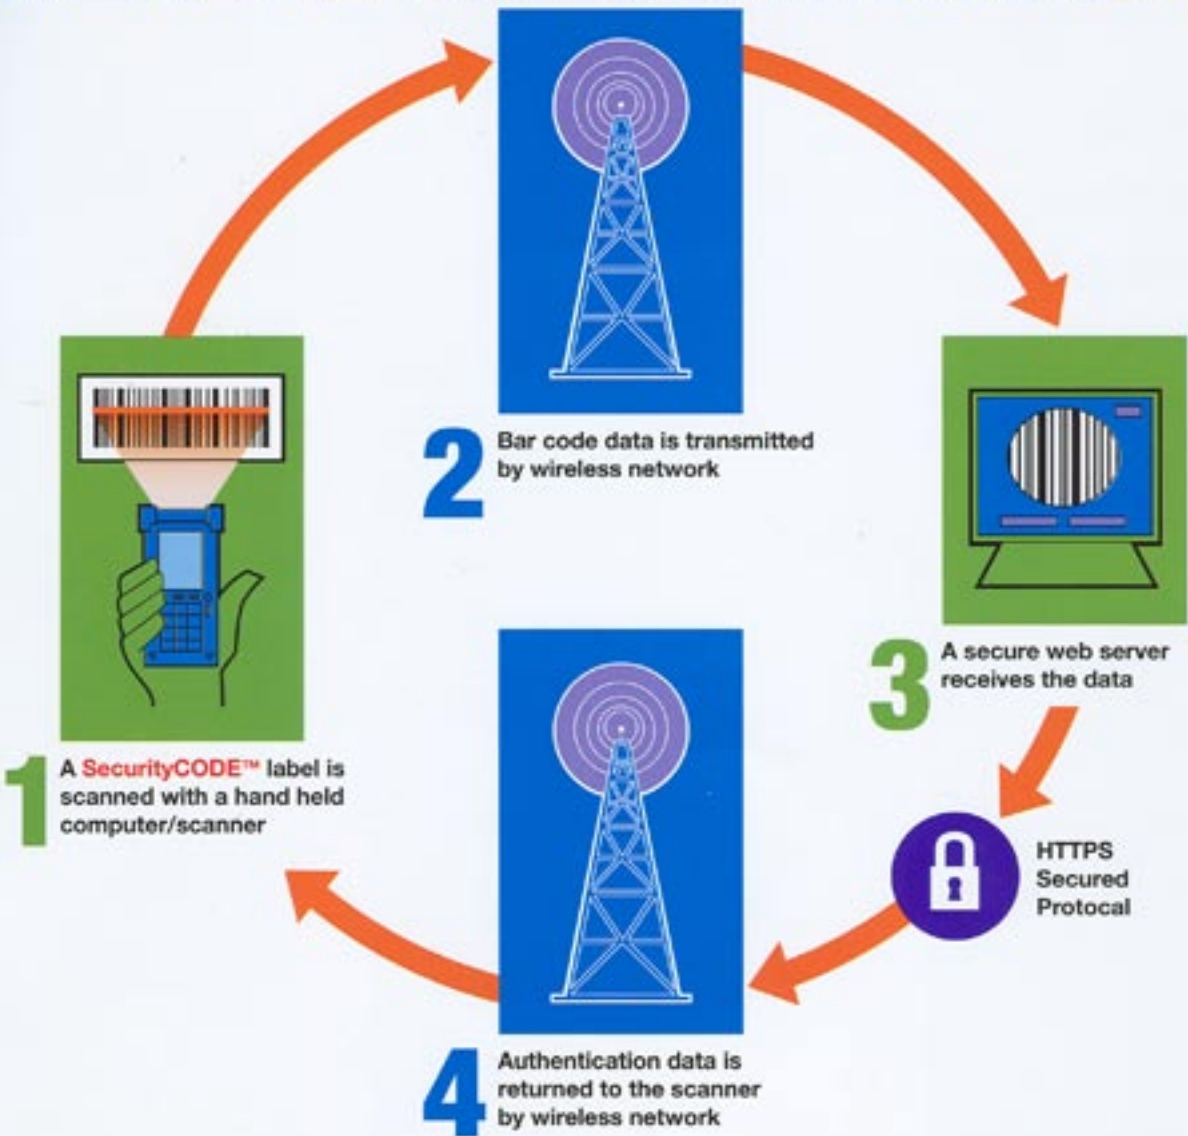 1
A SecurityCODE™ label is
scanned with a hand held
computer/scanner
2
Bar code data is transmitted
by wireless network
3
A secure web server
receives the data
HTTPS
Secured
Protocal
4
Authentication data is
returned to the scanner
by wireless network